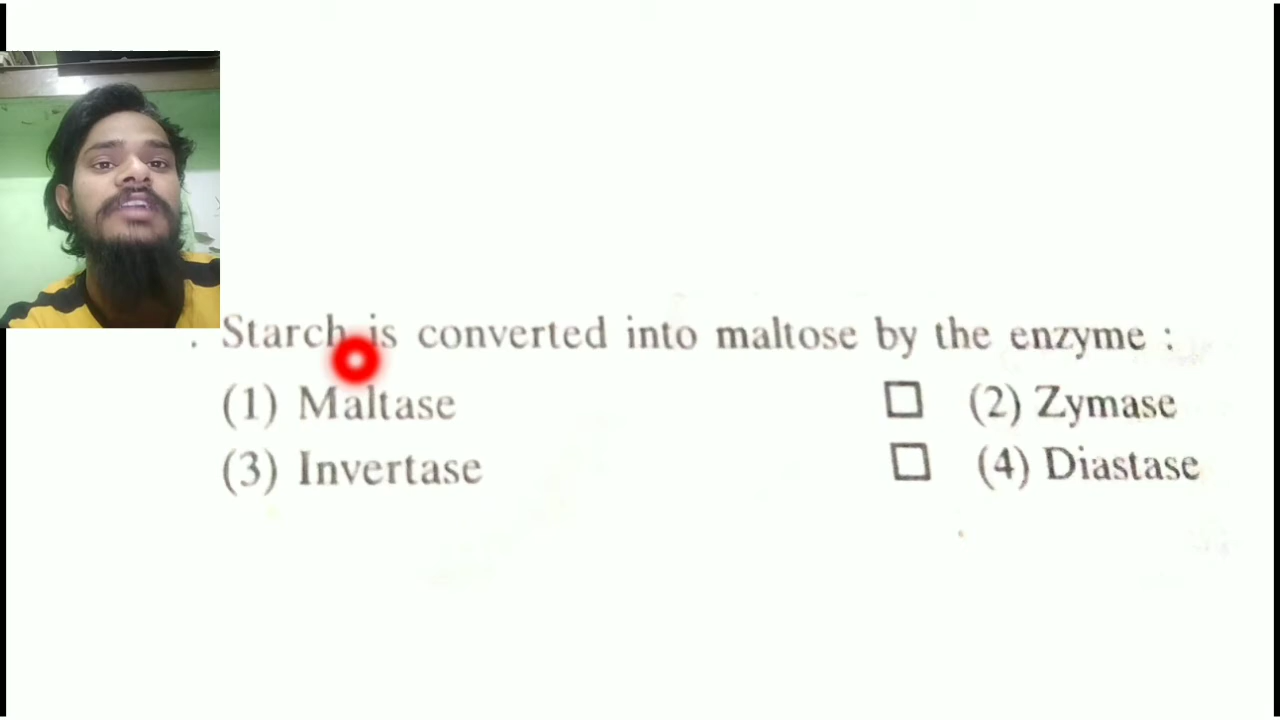 . Starch is converted into maltose by the enzyme :
(1) Maltase □ (2) Zymase
(3) Invertase □ (4) Diastase